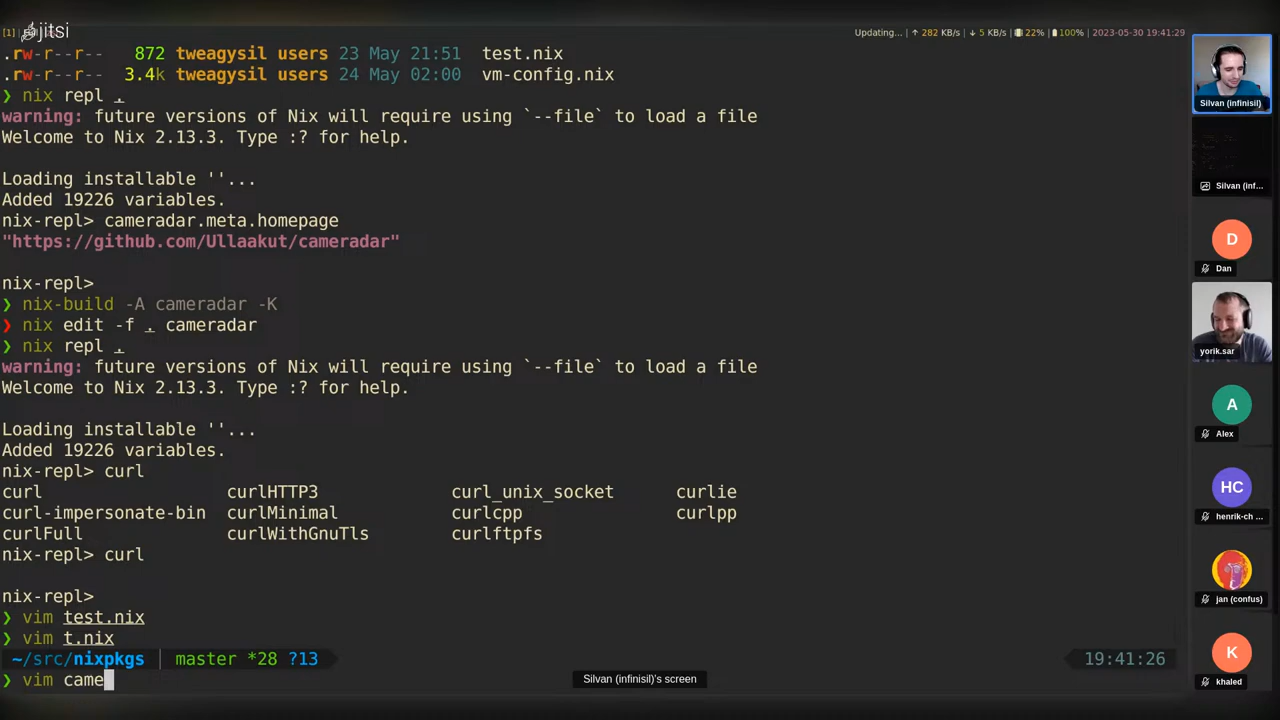 [1]
jitsi
Updating... | ↑ 282 KB/s | ↓ 5 KB/s | 22% | 100% | 2023-05-30 19:41:29
.rw-r--r-- 872 tweagysil users 23 May 21:51 test.nix
.rw-r--r-- 3.4k tweagysil users 24 May 02:00 vm-config.nix
❯ nix repl .
warning: future versions of Nix will require using `--file` to load a file
Welcome to Nix 2.13.3. Type :? for help.
Loading installable ''...
Added 19226 variables.
nix-repl> cameradar.meta.homepage
"https://github.com/Ullaakut/cameradar"
nix-repl>
❯ nix-build -A cameradar -K
❯ nix edit -f . cameradar
❯ nix repl .
warning: future versions of Nix will require using `--file` to load a file
Welcome to Nix 2.13.3. Type :? for help.
Loading installable ''...
Added 19226 variables.
nix-repl> curl
curl curlHTTP3 curl_unix_socket curlie
curl-impersonate-bin curlMinimal curlcpp curlpp
curlFull curlWithGnuTls curlftpfs
nix-repl> curl
nix-repl>
❯ vim test.nix
❯ vim t.nix
~/src/nixpkgs | master *28 ?13 19:41:26
❯ vim came
Silvan (infinisil)'s screen
Silvan (infinisil)
Silvan (inf...
D
Dan
yorik.sar
A
Alex
HC
henrik-ch ...
jan (confus)
K
khaled